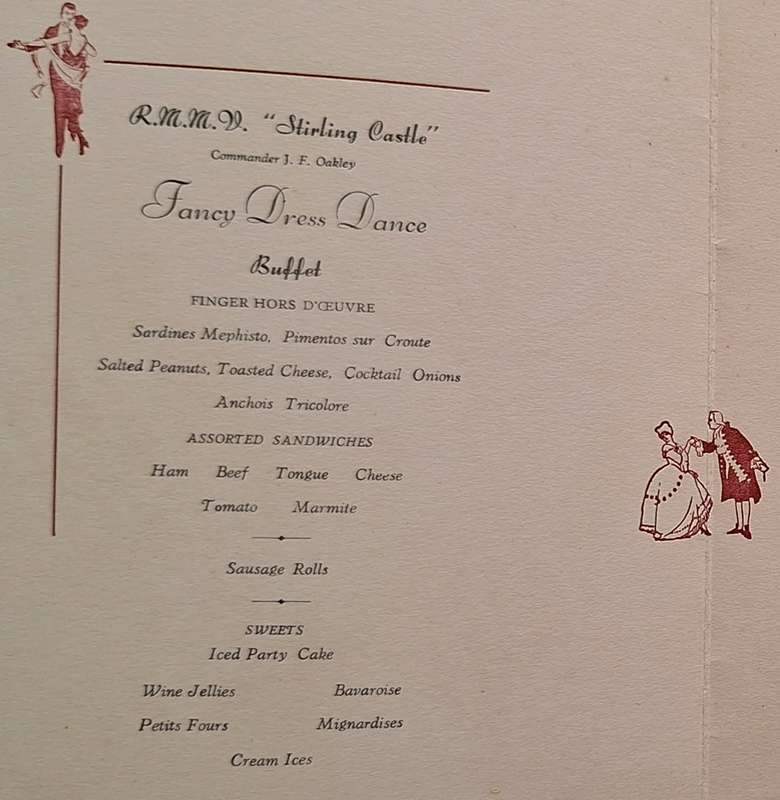 R.M.M.V. "Stirling Castle"
Commander J. F. Oakley
Fancy Dress Dance
Buffet
FINGER HORS D'ŒUVRE
Sardines Mephisto, Pimentos sur Croute
Salted Peanuts, Toasted Cheese, Cocktail Onions
Anchois Tricolore
ASSORTED SANDWICHES
Ham Beef Tongue Cheese
Tomato Marmite
Sausage Rolls
SWEETS
Iced Party Cake
Wine Jellies Bavaroise
Petits Fours Mignardises
Cream Ices